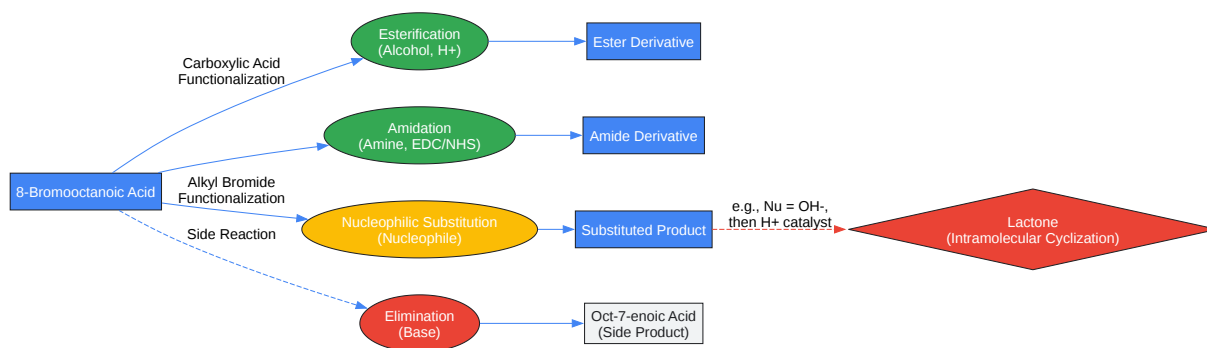 Esterification
(Alcohol, H+)
Ester Derivative
Carboxylic Acid
Functionalization
Amidation
(Amine, EDC/NHS)
Amide Derivative
8-Bromooctanoic Acid
Alkyl Bromide
Functionalization
Nucleophilic Substitution
(Nucleophile)
Substituted Product
e.g., Nu = OH-,
then H+ catalyst
Lactone
(Intramolecular Cyclization)
Side Reaction
Elimination
(Base)
Oct-7-enoic Acid
(Side Product)